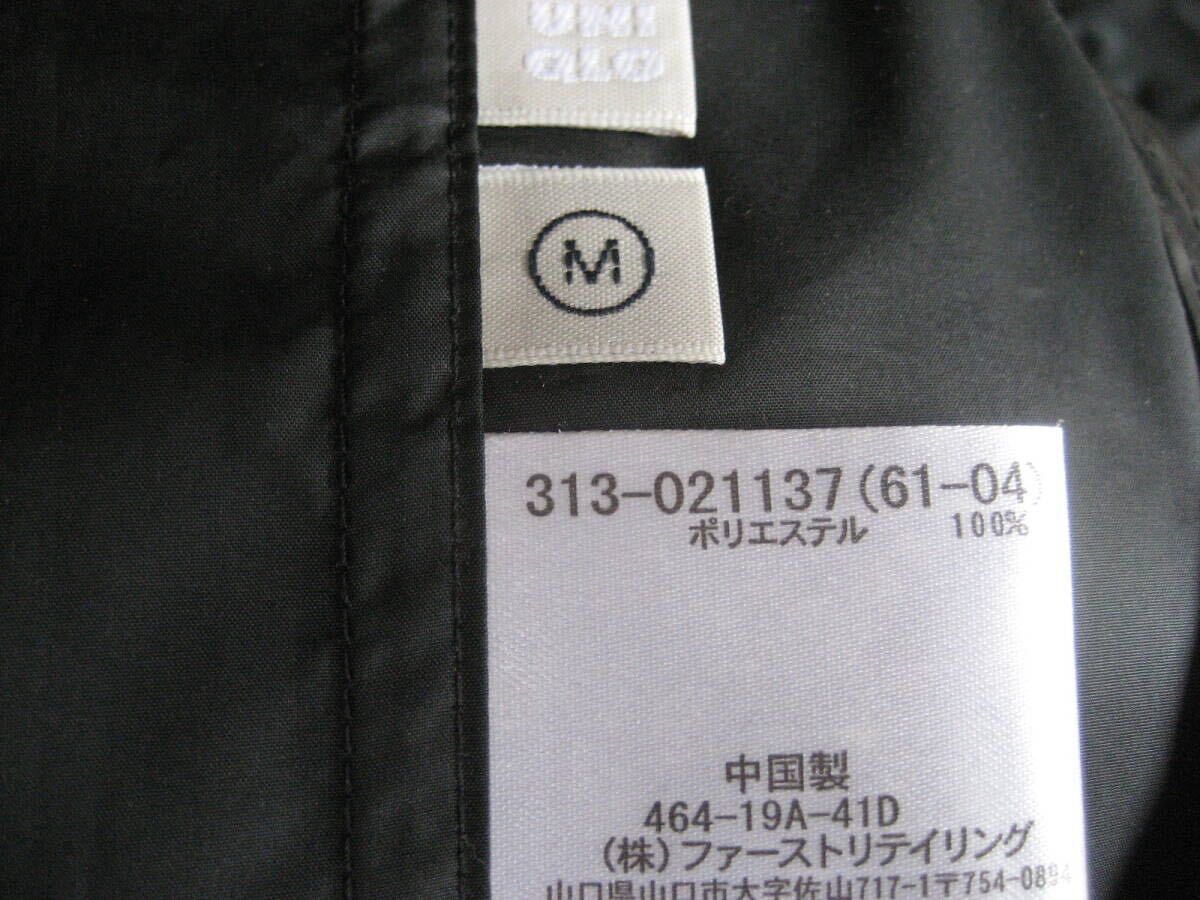 UNI
QLO
M
313-021137(61-04)
ポリエステル 100%
中国製
464-19A-41D
(株)ファーストリテイリング
山口県山口市大字佐山717-1〒754-0894